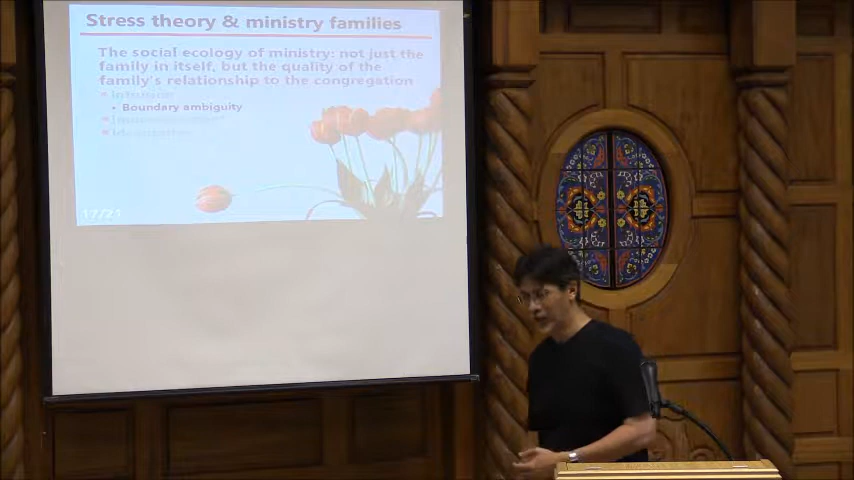 Stress theory & ministry families
The social ecology of ministry: not just the
family in itself, but the quality of the
family's relationship to the congregation
• Intrusion
• Boundary ambiguity
17/21